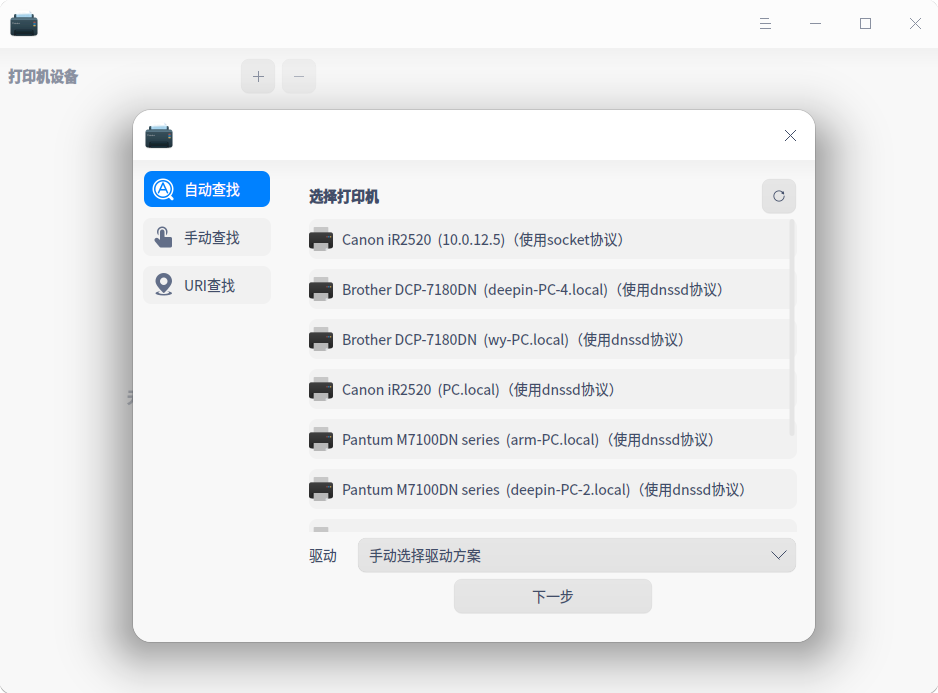 打印机设备
自动查找
手动查找
URI查找
选择打印机
Canon iR2520 (10.0.12.5)（使用socket协议）
Brother DCP-7180DN (deepin-PC-4.local)（使用dnssd协议）
Brother DCP-7180DN (wy-PC.local)（使用dnssd协议）
Canon iR2520 (PC.local)（使用dnssd协议）
Pantum M7100DN series (arm-PC.local)（使用dnssd协议）
Pantum M7100DN series (deepin-PC-2.local)（使用dnssd协议）
驱动 手动选择驱动方案
下一步